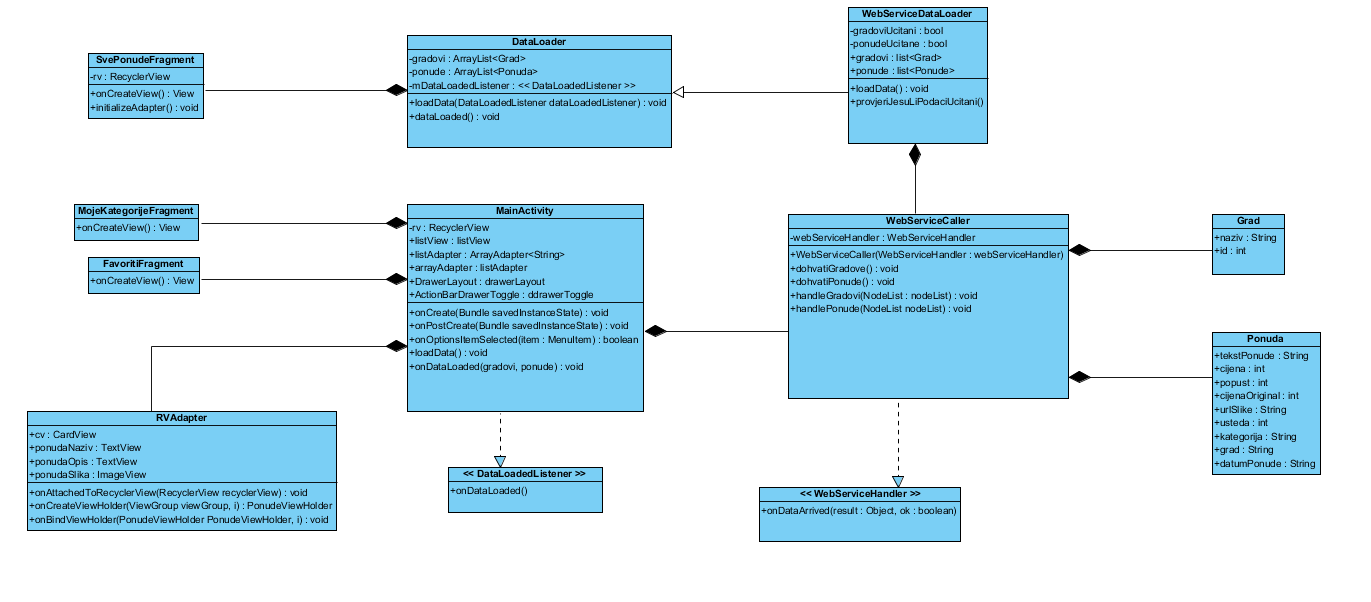 SvePonudeFragment
-rv : RecyclerView
+onCreateView() : View
+initializeAdapter() : void
DataLoader
-gradovi : ArrayList<Grad>
-ponude : ArrayList<Ponuda>
-mDataLoadedListener : << DataLoadedListener >>
+loadData(DataLoadedListener dataLoadedListener) : void
+dataLoaded() : void
WebServiceDataLoader
-gradoviUcitani : bool
-ponudeUcitane : bool
+gradovi : list<Grad>
+ponude : list<Ponude>
+loadData() : void
+provjeriJesuLiPodaciUcitani()
MojeKategorijeFragment
+onCreateView() : View
FavoritiFragment
+onCreateView() : View
MainActivity
-rv : RecyclerView
+listView : listView
+listAdapter : ArrayAdapter<String>
+arrayAdapter : listAdapter
+DrawerLayout : drawerLayout
+ActionBarDrawerToggle : ddrawerToggle
+onCreate(Bundle savedInstanceState) : void
+onPostCreate(Bundle savedInstanceState) : void
+onOptionsItemSelected(item : MenuItem) : boolean
+loadData() : void
+onDataLoaded(gradovi, ponude) : void
WebServiceCaller
-webServiceHandler : WebServiceHandler
+WebServiceCaller(WebServiceHandler : webServiceHandler)
+dohvatiGradove() : void
+dohvatiPonude() : void
+handleGradovi(NodeList : nodeList) : void
+handlePonude(NodeList nodeList) : void
Grad
+naziv : String
+id : int
Ponuda
+tekstPonude : String
+cijena : int
+popust : int
+cijenaOriginal : int
+urlSlike : String
+usteda : int
+kategorija : String
+grad : String
+datumPonude : String
RVAdapter
+cv : CardView
+ponudaNaziv : TextView
+ponudaOpis : TextView
+ponudaSlika : ImageView
+onAttachedToRecyclerView(RecyclerView recyclerView) : void
+onCreateViewHolder(ViewGroup viewGroup, i) : PonudeViewHolder
+onBindViewHolder(PonudeViewHolder PonudeViewHolder, i) : void
<< DataLoadedListener >>
+onDataLoaded()
<< WebServiceHandler >>
+onDataArrived(result : Object, ok : boolean)